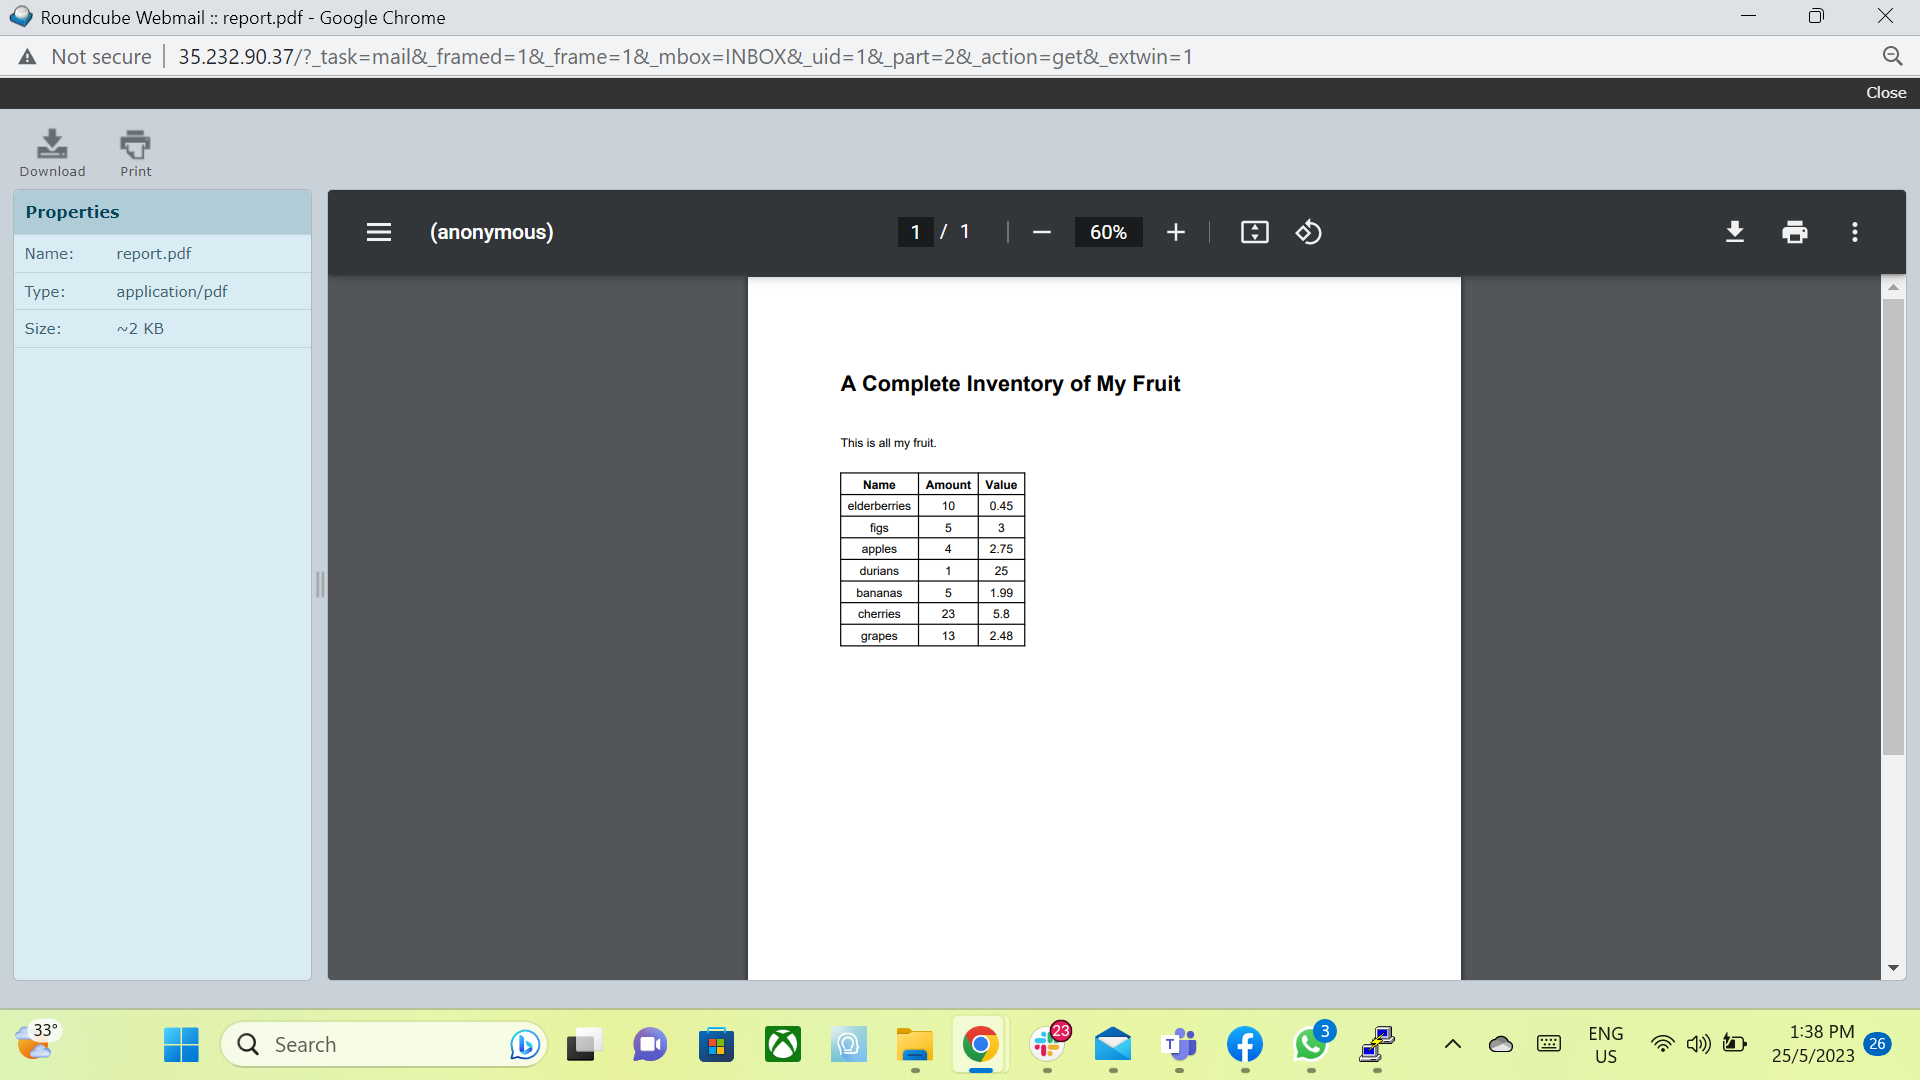 Roundcube Webmail :: report.pdf - Google Chrome
Not secure 35.232.90.37/?_task=mail&_framed=1&_frame=1&_mbox=INBOX&_uid=1&_part=2&_action=get&_extwin=1
Close
Download Print
Properties
Name: report.pdf
Type: application/pdf
Size: ~2 KB
(anonymous) 1 / 1 60%
A Complete Inventory of My Fruit
This is all my fruit.
Name Amount Value
elderberries 10 0.45
figs 5 3
apples 4 2.75
durians 1 25
bananas 5 1.99
cherries 23 5.8
grapes 13 2.48
33° Search 23 3 ENG US 1:38 PM 25/5/2023 26